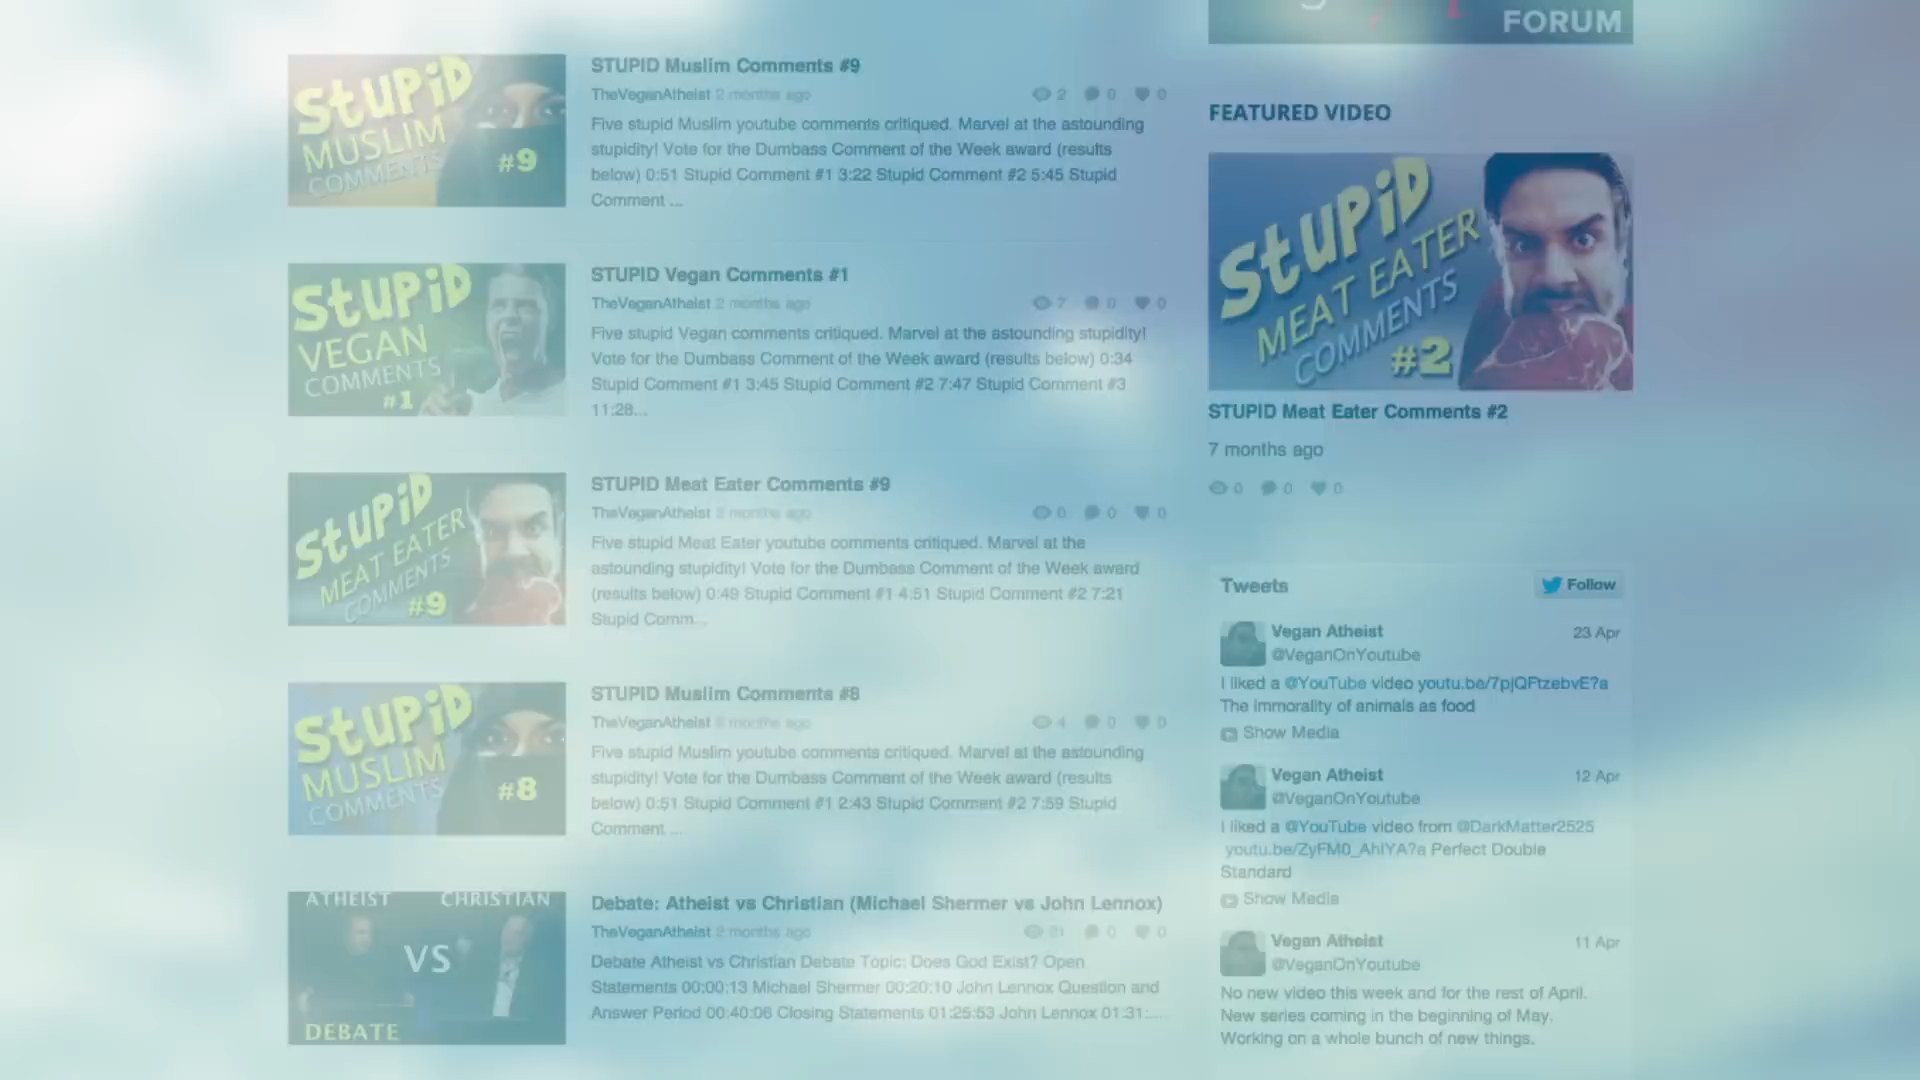 FORUM
StUPiD
MUSLIM
COMMENTS
#9
STUPID Muslim Comments #9
TheVeganAtheist 2 months ago
2 0 0
Five stupid Muslim youtube comments critiqued. Marvel at the astounding
stupidity! Vote for the Dumbass Comment of the Week award (results
below) 0:51 Stupid Comment #1 3:22 Stupid Comment #2 5:45 Stupid
Comment ...
StUPiD
VEGAN
COMMENTS
#1
STUPID Vegan Comments #1
TheVeganAtheist 2 months ago
7 0 0
Five stupid Vegan comments critiqued. Marvel at the astounding stupidity!
Vote for the Dumbass Comment of the Week award (results below) 0:34
Stupid Comment #1 3:45 Stupid Comment #2 7:47 Stupid Comment #3
11:28...
StUPiD
MEAT EATER
COMMENTS
#9
STUPID Meat Eater Comments #9
TheVeganAtheist 2 months ago
0 0 0
Five stupid Meat Eater youtube comments critiqued. Marvel at the
astounding stupidity! Vote for the Dumbass Comment of the Week award
(results below) 0:49 Stupid Comment #1 4:51 Stupid Comment #2 7:21
Stupid Comm...
StUPiD
MUSLIM
COMMENTS
#8
STUPID Muslim Comments #8
TheVeganAtheist 2 months ago
4 0 0
Five stupid Muslim youtube comments critiqued. Marvel at the astounding
stupidity! Vote for the Dumbass Comment of the Week award (results
below) 0:51 Stupid Comment #1 2:43 Stupid Comment #2 7:59 Stupid
Comment ...
ATHEIST CHRISTIAN
VS
DEBATE
Debate: Atheist vs Christian (Michael Shermer vs John Lennox)
TheVeganAtheist 2 months ago
0 0
Debate Atheist vs Christian Debate Topic: Does God Exist? Open
Statements 00:00:13 Michael Shermer 00:20:10 John Lennox Question and
Answer Period 00:40:06 Closing Statements 01:25:53 John Lennox 01:31:...
FEATURED VIDEO
StUPiD
MEAT EATER
COMMENTS
#2
STUPID Meat Eater Comments #2
7 months ago
0 0 0
Tweets
Follow
Vegan Atheist 23 Apr
@VeganOnYoutube
I liked a @YouTube video youtu.be/7pjQFtzebvE?a
The immorality of animals as food
Show Media
Vegan Atheist 12 Apr
@VeganOnYoutube
I liked a @YouTube video from @DarkMatter2525
youtu.be/ZyFM0_AhIYA?a Perfect Double
Standard
Show Media
Vegan Atheist 11 Apr
@VeganOnYoutube
No new video this week and for the rest of April.
New series coming in the beginning of May.
Working on a whole bunch of new things.